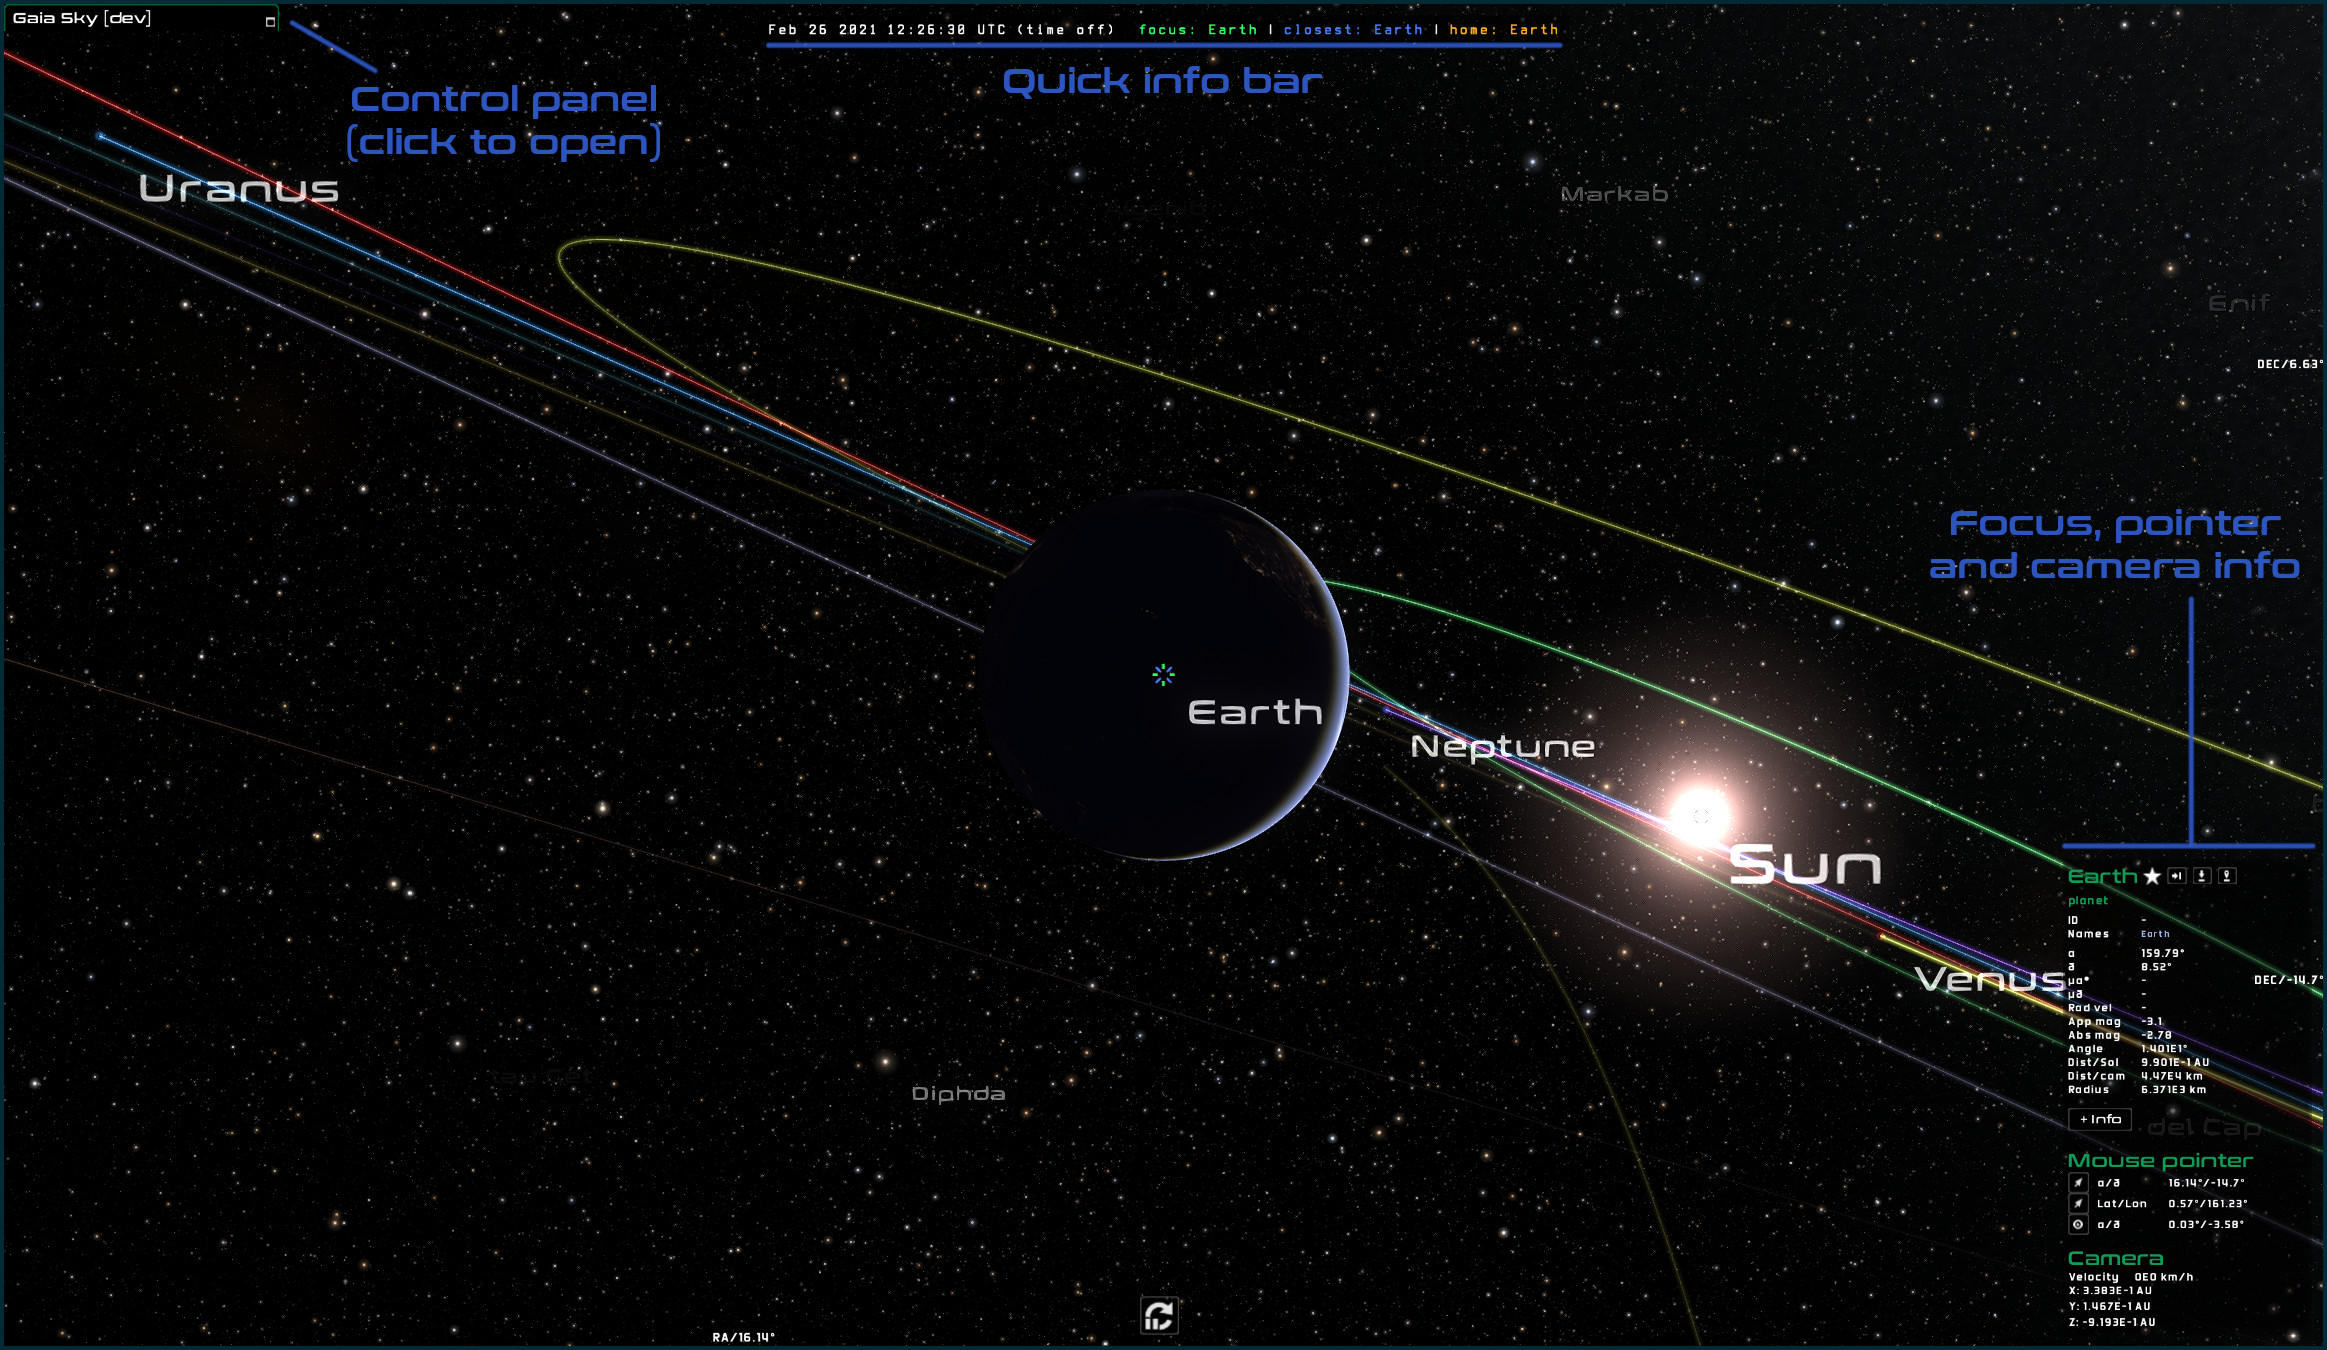 Gaia Sky [dev]
Feb 26 2021 12:26:30 UTC (time off) focus: Earth | closest: Earth | home: Earth
Quick info bar
Control panel
(click to open)
Uranus
Markab
Enif
DEC/6.63°
Focus, pointer
and camera info
Earth
Neptune
Sun
Venus
Diphda
Earth
planet
ID -
Names Earth
α 159.79°
δ 8.52°
μα* -
μδ -
Rad vel
App mag -3.1
Abs mag -2.78
Angle 1.401E1°
Dist/Sol 9.901E-1 AU
Dist/cam 4.47E4 km
Radius 6.371E3 km
DEC/-14.7°
+ Info
del Cap
Mouse pointer
α/δ 16.14°/-14.7°
Lat/Lon 0.57°/161.23°
α/δ 0.03°/-3.58°
Camera
Velocity 0E0 km/h
X: 3.383E-1 AU
Y: 1.467E-1 AU
Z: -9.193E-1 AU
RA/16.14°